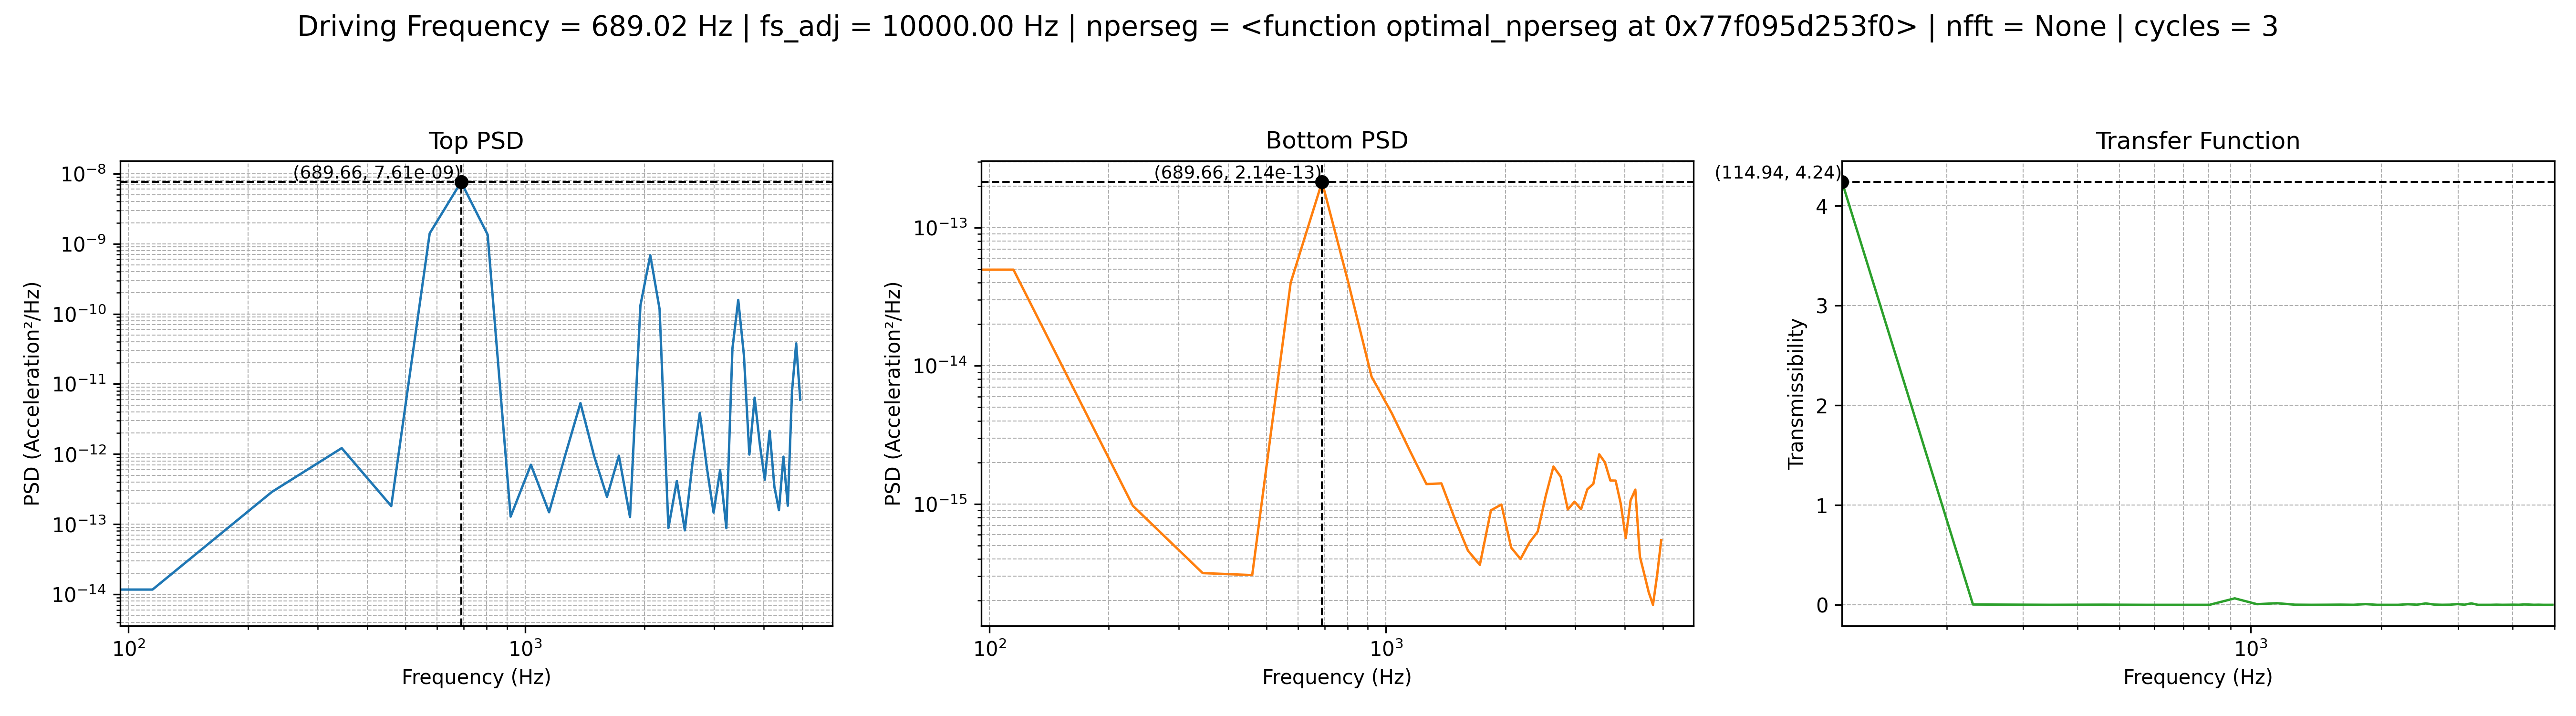 Driving Frequency = 689.02 Hz | fs_adj = 10000.00 Hz | nperseg = <function optimal_nperseg at 0x77f095d253f0> | nfft = None | cycles = 3
Top PSD
(689.66, 7.61e-09)
10⁻⁸
10⁻⁹
10⁻¹⁰
10⁻¹¹
10⁻¹²
10⁻¹³
10⁻¹⁴
PSD (Acceleration²/Hz)
10²
10³
Frequency (Hz)
Bottom PSD
(689.66, 2.14e-13)
10⁻¹³
10⁻¹⁴
10⁻¹⁵
PSD (Acceleration²/Hz)
10²
10³
Frequency (Hz)
Transfer Function
(114.94, 4.24)
4
3
2
1
0
Transmissibility
10³
Frequency (Hz)